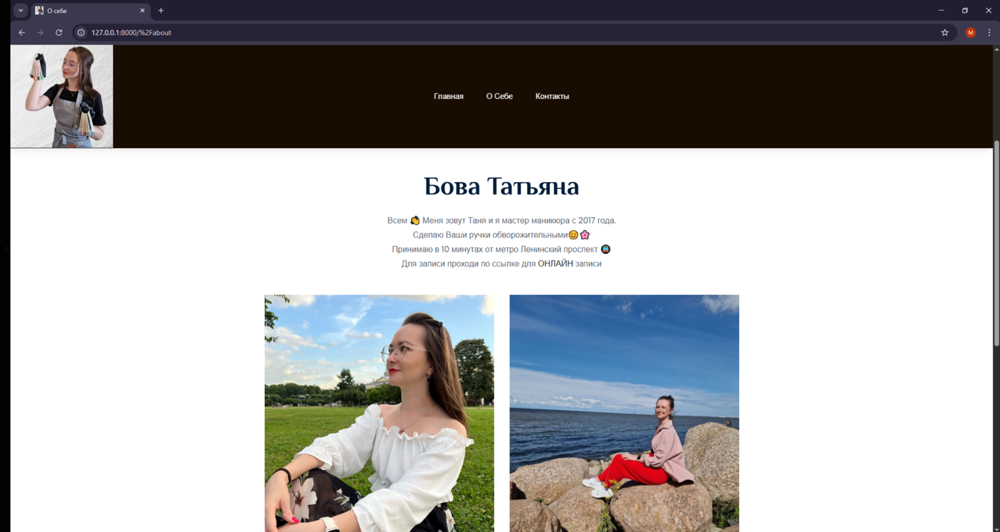 О себе
127.0.0.1:8000/%2Fabout
M
Главная О Себе Контакты
Бова Татьяна
Всем 👋 Меня зовут Таня и я мастер маникюра с 2017 года.
Сделаю Ваши ручки обворожительными😊🌸
Принимаю в 10 минутах от метро Ленинский проспект 🚇
Для записи проходи по ссылке для ОНЛАЙН записи